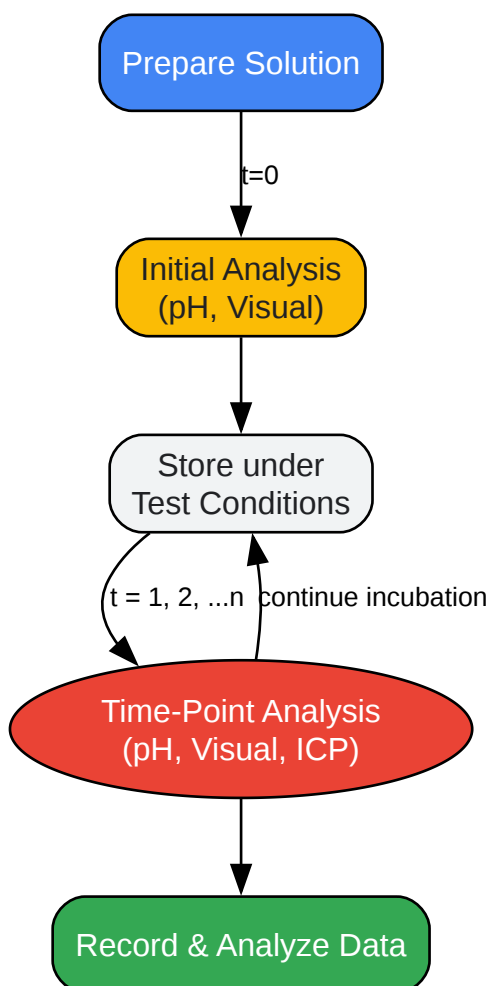 Prepare Solution
t=0
Initial Analysis
(pH, Visual)
Store under
Test Conditions
t = 1, 2, ...n
continue incubation
Time-Point Analysis
(pH, Visual, ICP)
Record & Analyze Data